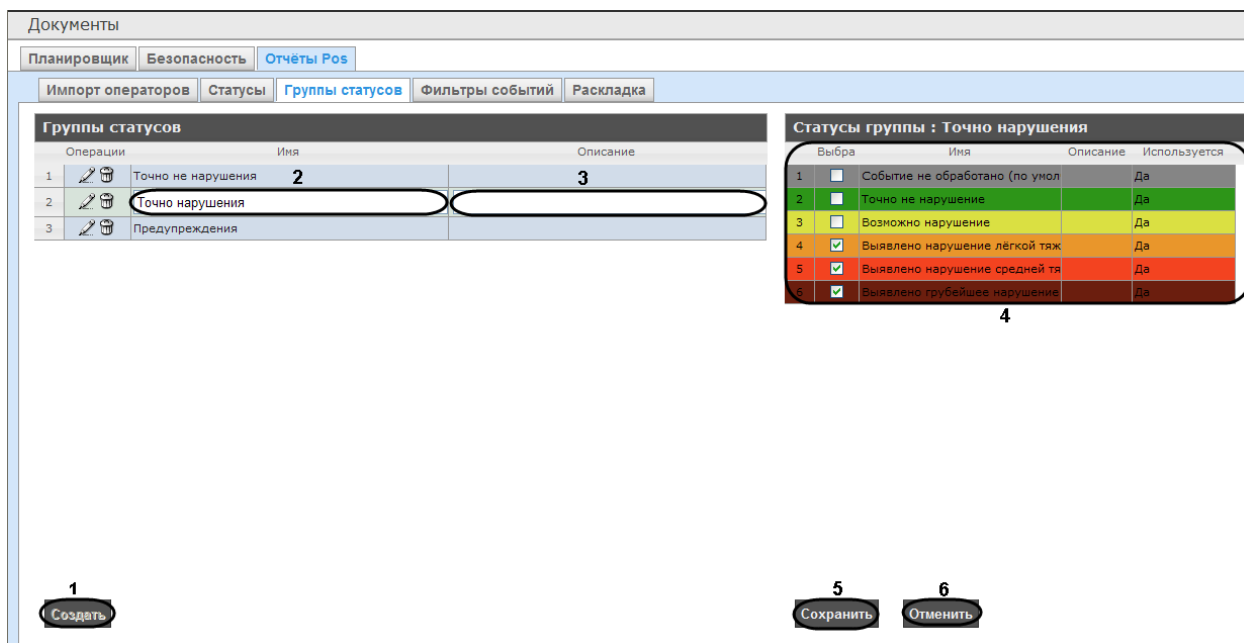 Документы
Планировщик Безопасность Отчёты Pos
Импорт операторов Статусы Группы статусов Фильтры событий Раскладка
Группы статусов
Операции Имя Описание
1 Точно не нарушения 2 3
2 Точно нарушения
3 Предупреждения
Статусы группы : Точно нарушения
Выбра Имя Описание Используется
1 Событие не обработано (по умол Да
2 Точно не нарушение Да
3 Возможно нарушение Да
4 Выявлено нарушение лёгкой тяж Да
5 Выявлено нарушение средней тя Да
6 Выявлено грубейшее нарушение Да
4
1 5 6
Создать Сохранить Отменить